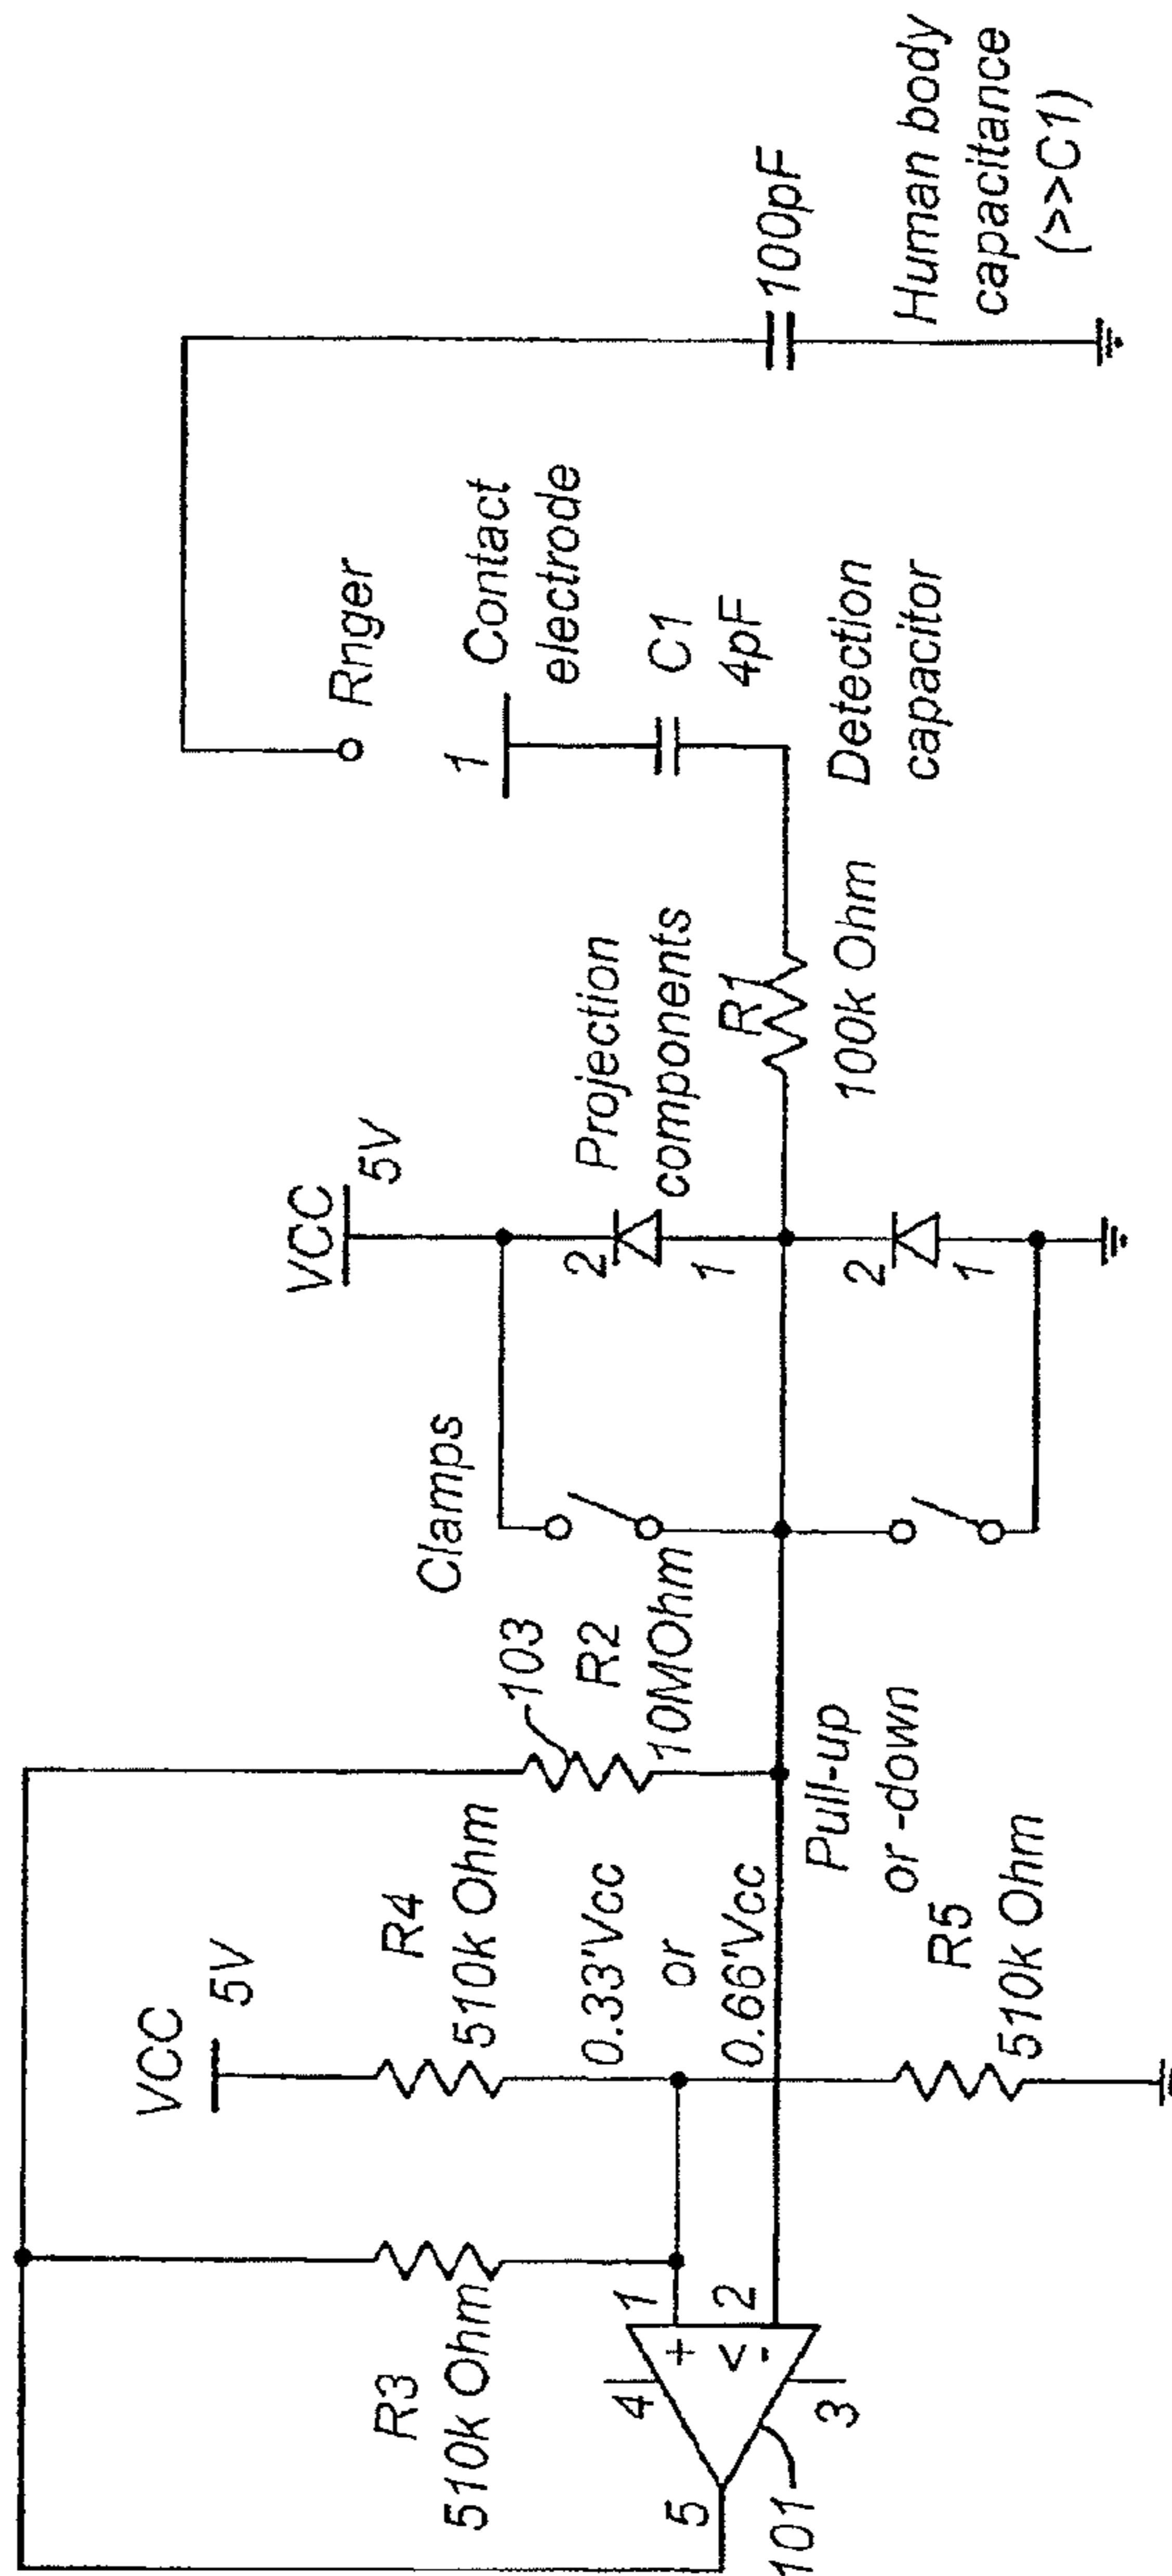 VCC
5V
R3
510k Ohm
R4
510k Ohm
0.33'Vcc
or
0.66'Vcc
103
R2
10MOhm
Clamps
VCC
5V
2
Projection
components
1
R1
100k Ohm
2
1
Rnger
1
Contact
electrode
C1
4pF
Detection
capacitor
100pF
Human body
capacitance
(>>C1)
Pull-up
or -down
R5
510k Ohm
4
1
+
<
-
2
5
3
101